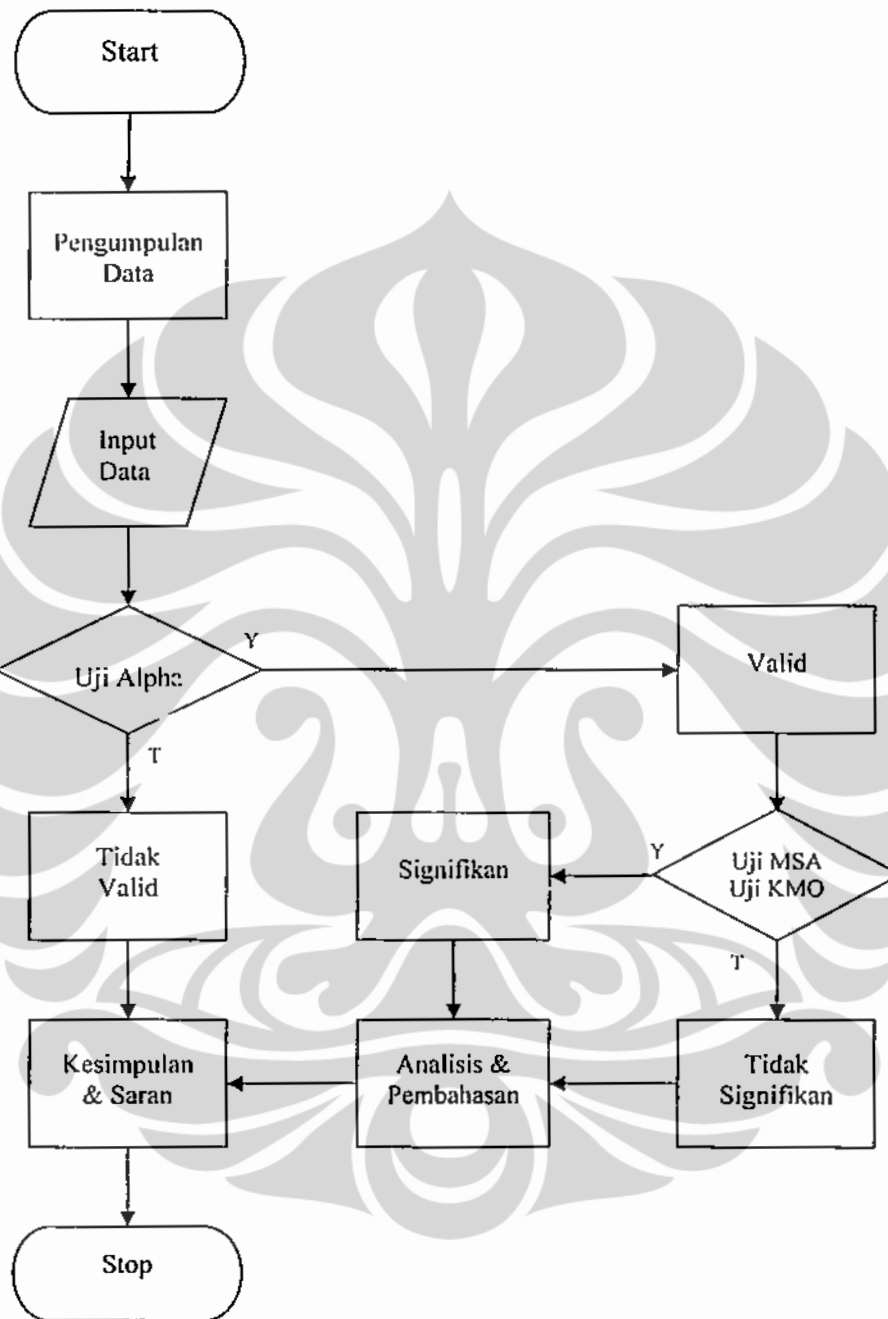 Start
Pengumpulan
Data
Input
Data
Uji Alpha
Y
T
Valid
Tidak
Valid
Signifikan
Y
Uji MSA
Uji KMO
T
Kesimpulan
& Saran
Analisis &
Pembahasan
Tidak
Signifikan
Stop